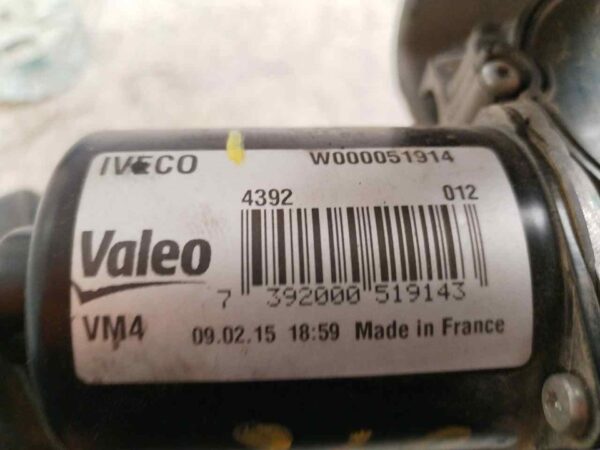 IVECO W000051914
4392 012
Valeo
7 392000 519143
VM4 09.02.15 18:59 Made in France